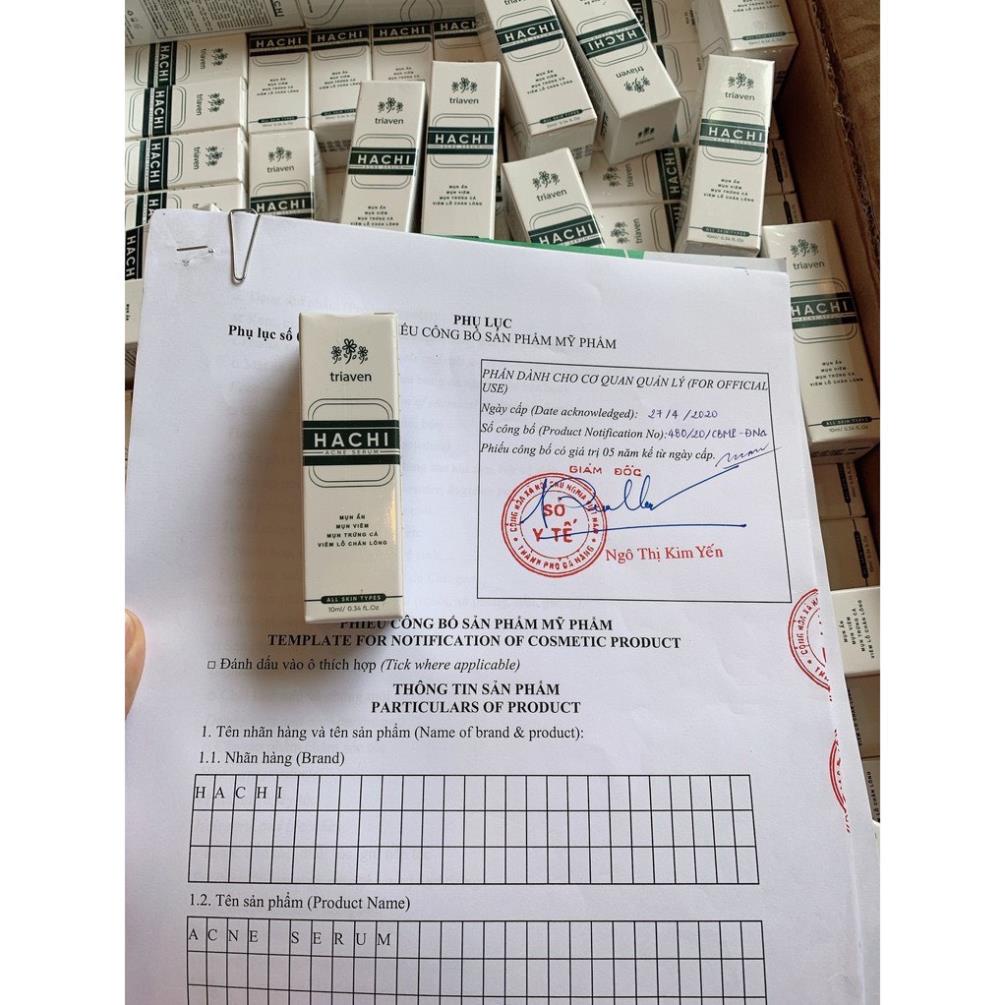 triaven
HACHI
ACNE SERUM
MỤN ẨN
MỤN VIÊM
MỤN TRỨNG CÁ
VIÊM LỖ CHÂN LÔNG
ALL SKIN TYPES
10ml/ 0.34 fl.Oz
PHỤ LỤC
Phụ lục số
IẾU CÔNG BỐ SẢN PHẨM MỸ PHẨM
PHẦN DÀNH CHO CƠ QUAN QUẢN LÝ (FOR OFFICIAL
USE)
Ngày cấp (Date acknowledged): 27/4/2020
Số công bố (Product Notification No):480/20/CBMP-ĐNa
Phiếu công bố có giá trị 05 năm kể từ ngày cấp.
GIÁM ĐỐC
SỞ
Y TẾ
THÀNH PHỐ ĐÀ NẴNG
Ngô Thị Kim Yến
PHIẾU CÔNG BỐ SẢN PHẨM MỸ PHẨM
TEMPLATE FOR NOTIFICATION OF COSMETIC PRODUCT
□ Đánh dấu vào ô thích hợp (Tick where applicable)
THÔNG TIN SẢN PHẨM
PARTICULARS OF PRODUCT
1. Tên nhãn hàng và tên sản phẩm (Name of brand & product):
1.1. Nhãn hàng (Brand)
HACHI
1.2. Tên sản phẩm (Product Name)
ACNE SERUM